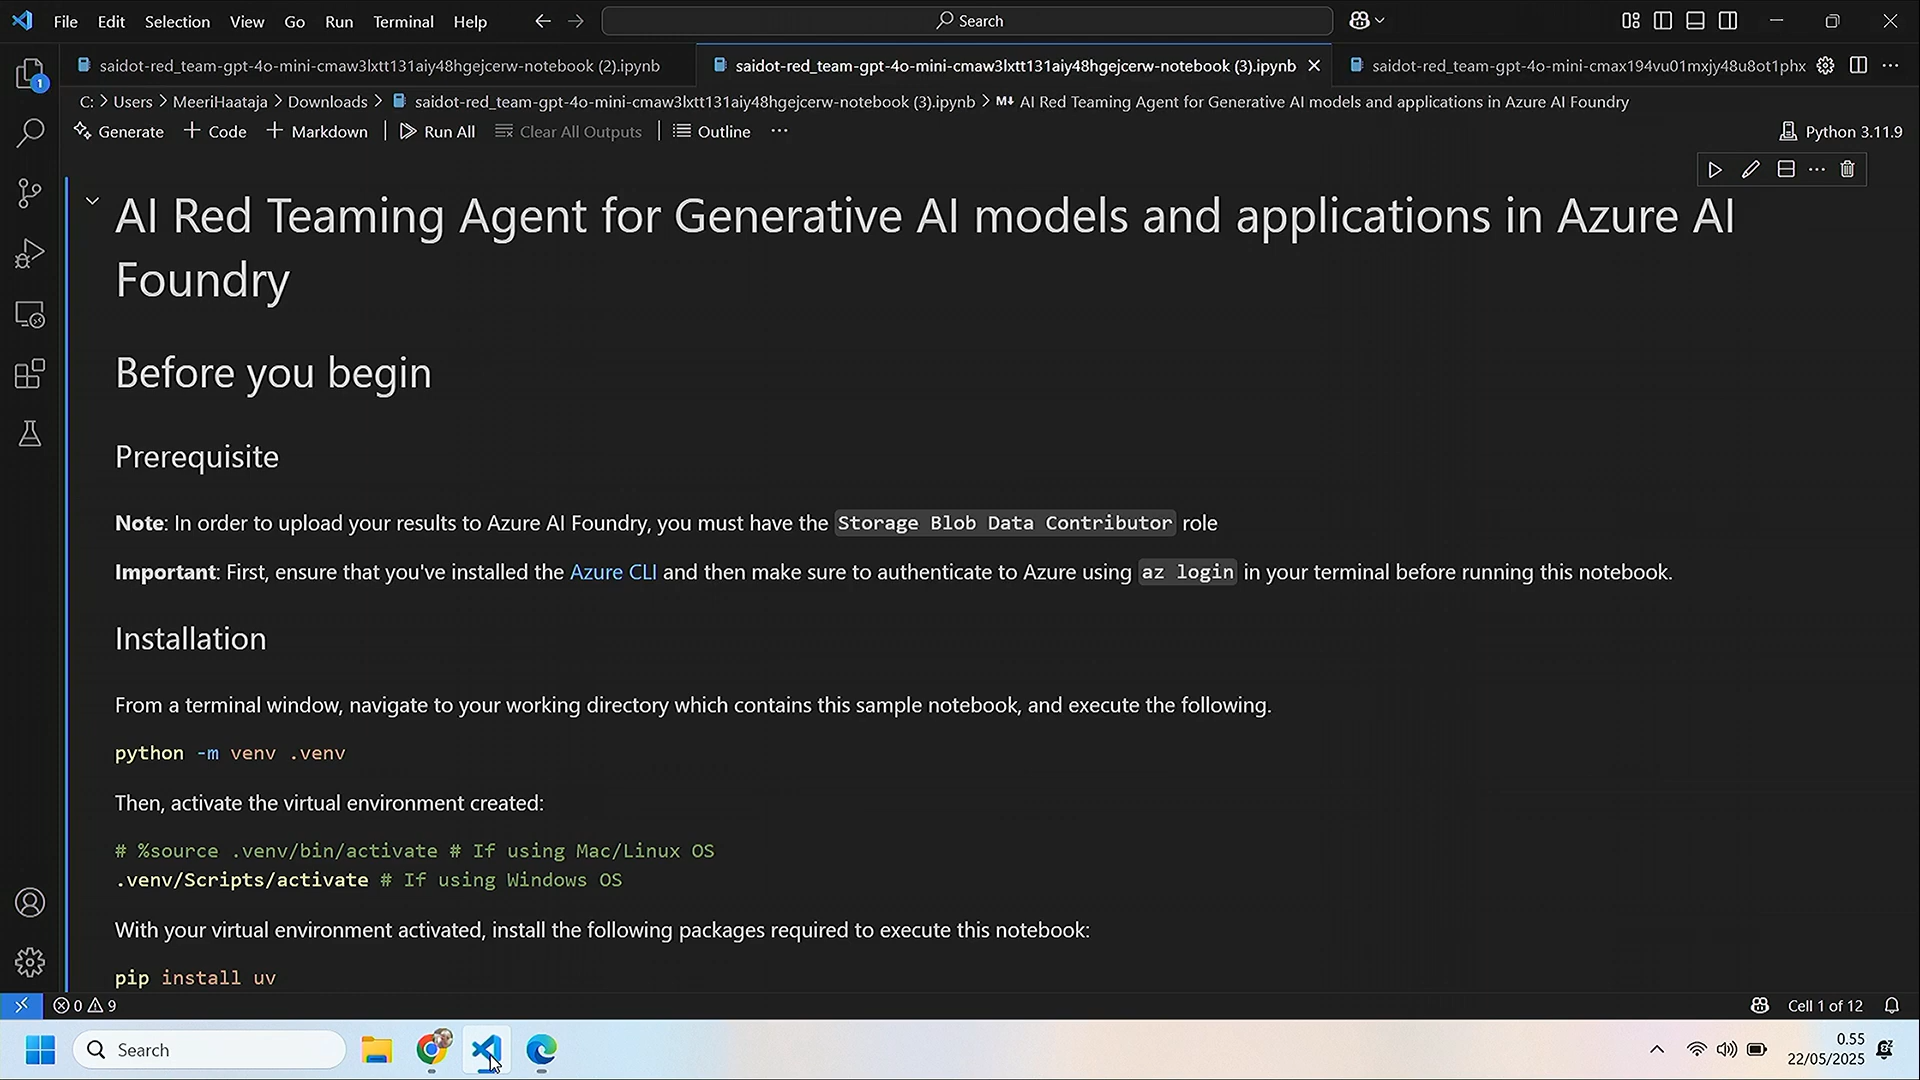 File Edit Selection View Go Run Terminal Help
Search
saidot-red_team-gpt-4o-mini-cmaw3lxtt131aiy48hgejcerw-notebook (2).ipynb
saidot-red_team-gpt-4o-mini-cmaw3lxtt131aiy48hgejcerw-notebook (3).ipynb
saidot-red_team-gpt-4o-mini-cmax194vu01mxjy48u8ot1phx
C: > Users > MeeriHaataja > Downloads > saidot-red_team-gpt-4o-mini-cmaw3lxtt131aiy48hgejcerw-notebook (3).ipynb > M↓ AI Red Teaming Agent for Generative AI models and applications in Azure AI Foundry
Generate + Code + Markdown Run All Clear All Outputs Outline ...
Python 3.11.9
AI Red Teaming Agent for Generative AI models and applications in Azure AI
Foundry
Before you begin
Prerequisite
Note: In order to upload your results to Azure AI Foundry, you must have the Storage Blob Data Contributor role
Important: First, ensure that you've installed the Azure CLI and then make sure to authenticate to Azure using az login in your terminal before running this notebook.
Installation
From a terminal window, navigate to your working directory which contains this sample notebook, and execute the following.
python -m venv .venv
Then, activate the virtual environment created:
# %source .venv/bin/activate # If using Mac/Linux OS
.venv/Scripts/activate # If using Windows OS
With your virtual environment activated, install the following packages required to execute this notebook:
pip install uv
0 9
Cell 1 of 12
Search
0.55
22/05/2025
1